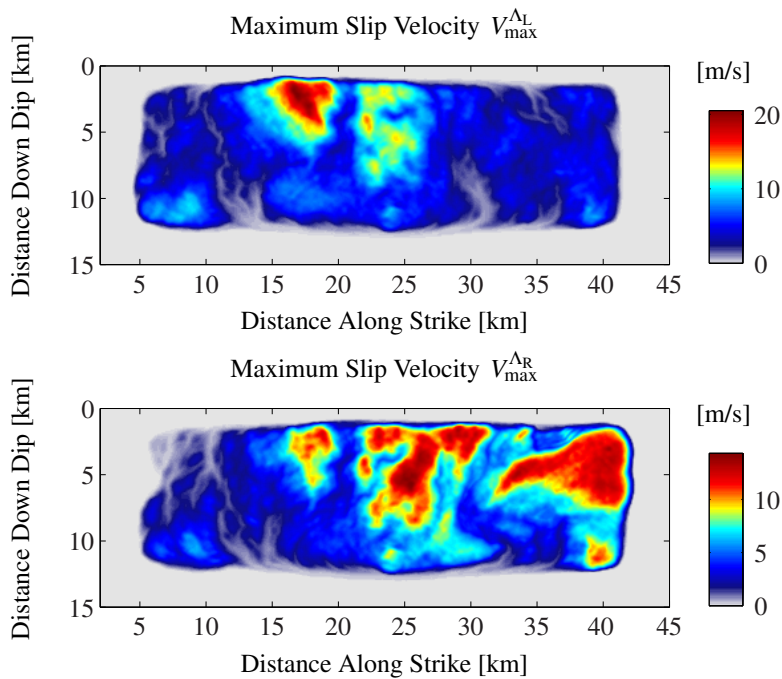 Maximum Slip Velocity V_max^Λ_L
Distance Down Dip [km]
0
5
10
15
5 10 15 20 25 30 35 40 45
Distance Along Strike [km]
[m/s]
20
10
0
Maximum Slip Velocity V_max^Λ_R
Distance Down Dip [km]
0
5
10
15
5 10 15 20 25 30 35 40 45
Distance Along Strike [km]
[m/s]
10
5
0